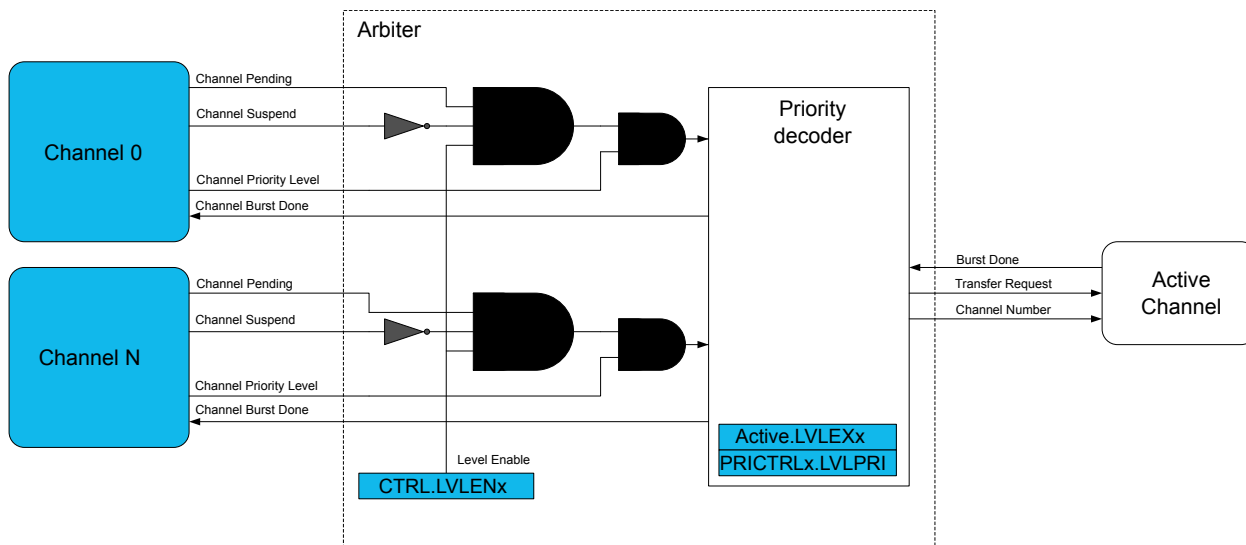 Arbiter
Channel Pending
Channel Suspend
Channel 0
Channel Priority Level
Channel Burst Done
Priority
decoder
Burst Done
Transfer Request
Channel Number
Active
Channel
Channel Pending
Channel Suspend
Channel N
Channel Priority Level
Channel Burst Done
Level Enable
CTRL.LVLENx
Active.LVLEXx
PRICTRLx.LVLPRI